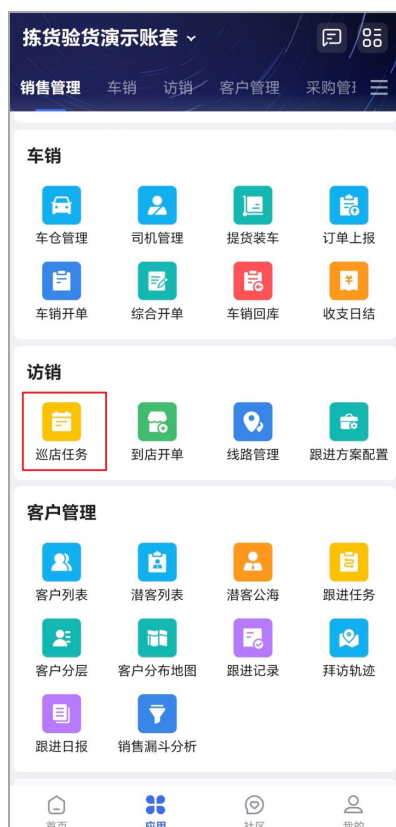 拣货验货演示账套
销售管理 车销 访销 客户管理 采购管
车销
车仓管理 司机管理 提货装车 订单上报
车销开单 综合开单 车销回库 收支日结
访销
巡店任务 到店开单 线路管理 跟进方案配置
客户管理
客户列表 潜客列表 潜客公海 跟进任务
客户分层 客户分布地图 跟进记录 拜访轨迹
跟进日报 销售漏斗分析
首页 应用 社区 我的